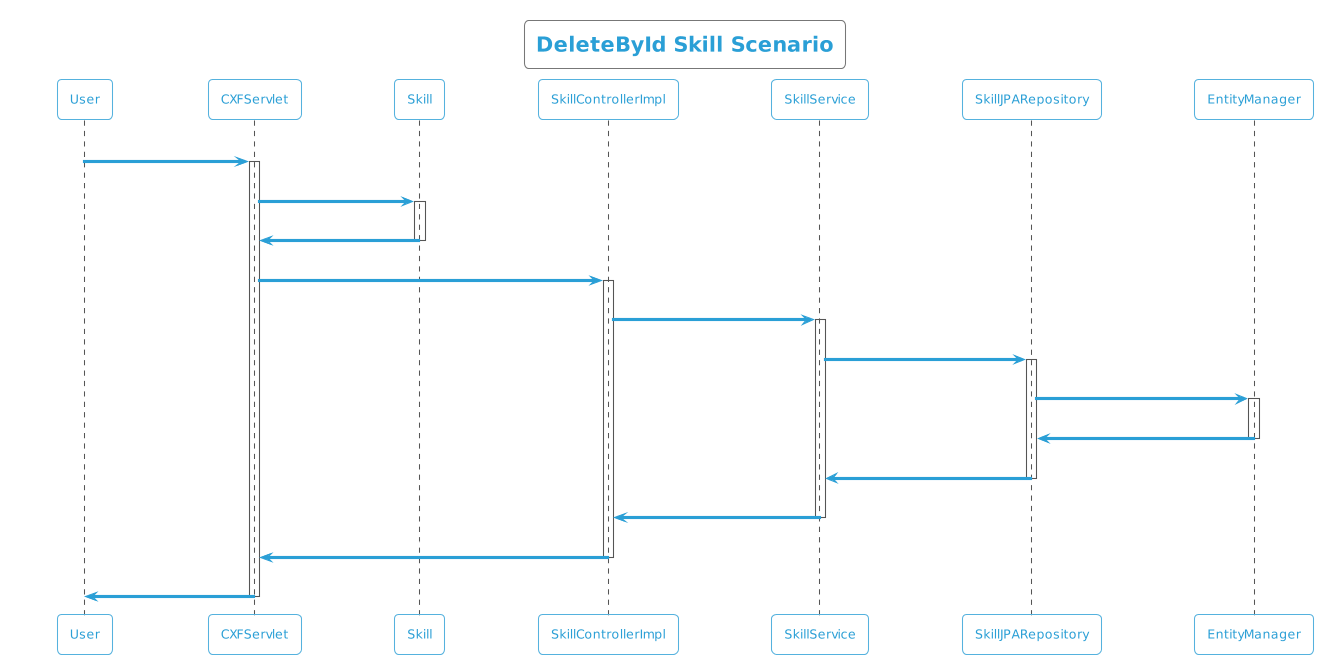 DeleteById Skill Scenario
User
CXFServlet
Skill
SkillControllerImpl
SkillService
SkillJPARepository
EntityManager
User
CXFServlet
Skill
SkillControllerImpl
SkillService
SkillJPARepository
EntityManager